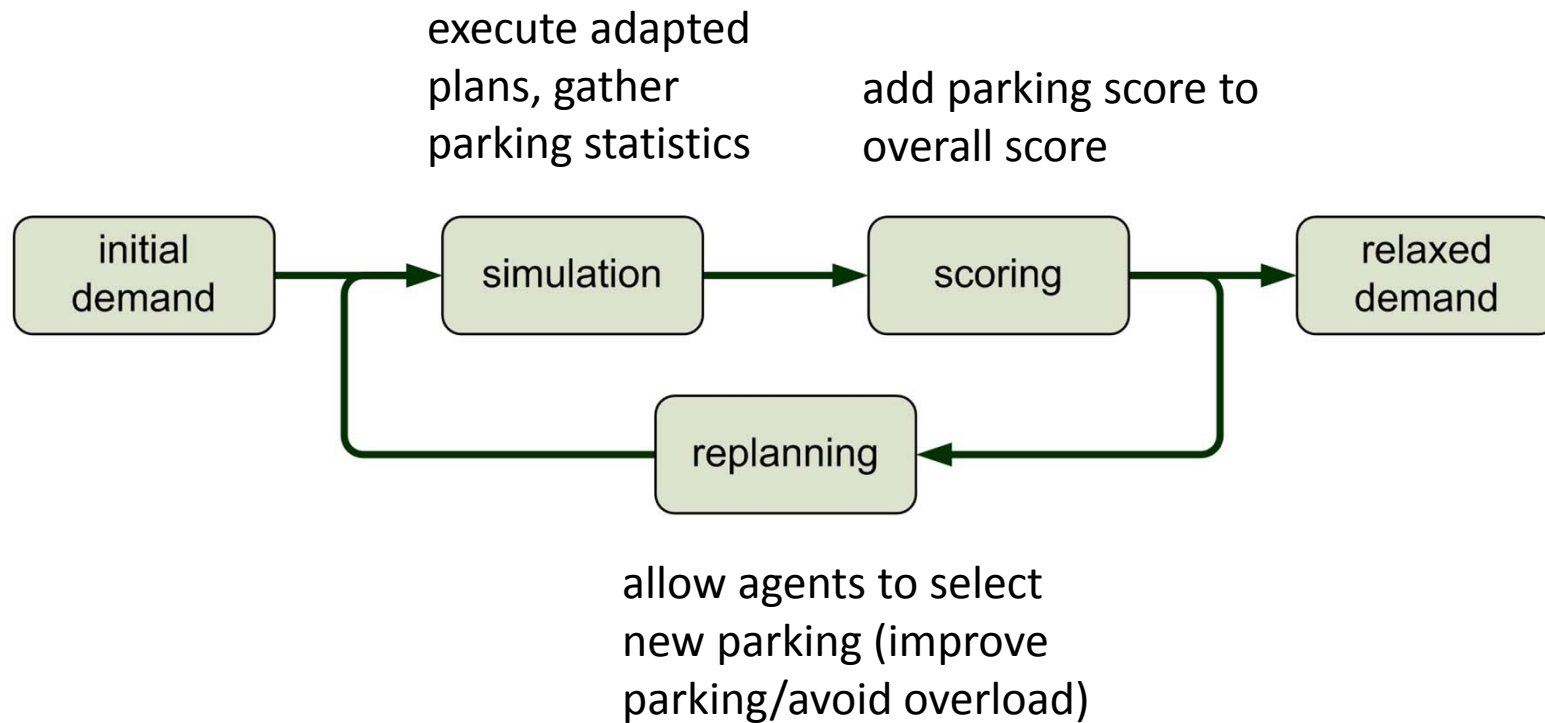 execute adapted
plans, gather
parking statistics
add parking score to
overall score
initial
demand
simulation
scoring
relaxed
demand
replanning
allow agents to select
new parking (improve
parking/avoid overload)